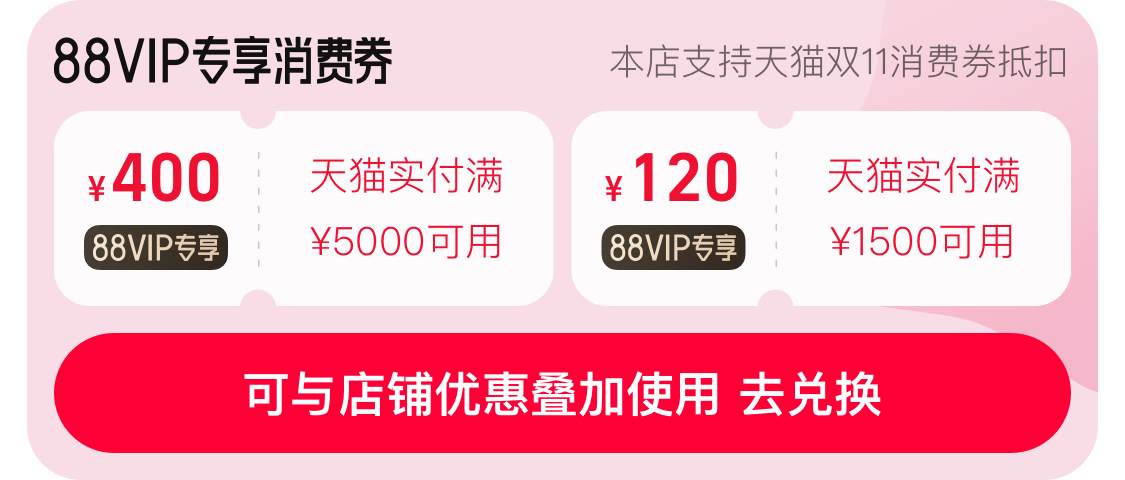 88VIP专享消费券
本店支持天猫双11消费券抵扣
¥400
88VIP专享
天猫实付满
¥5000可用
¥120
88VIP专享
天猫实付满
¥1500可用
可与店铺优惠叠加使用 去兑换